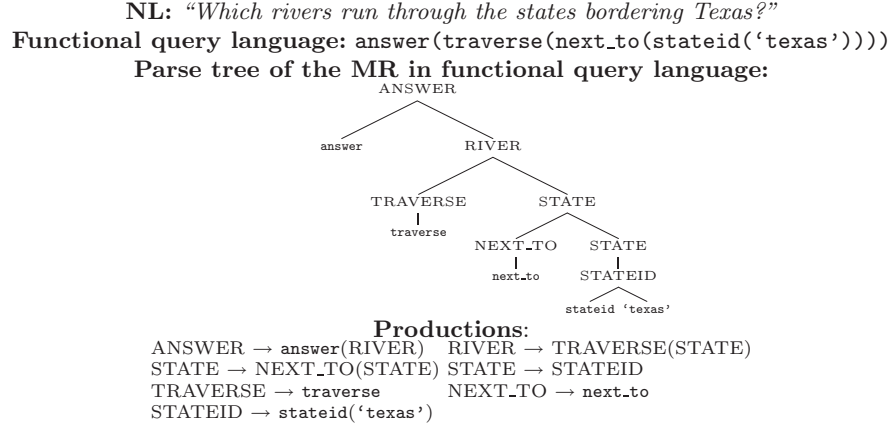 NL: “Which rivers run through the states bordering Texas?”
Functional query language: answer(traverse(next_to(stateid(‘texas’))))
Parse tree of the MR in functional query language:
ANSWER
answer RIVER
TRAVERSE STATE
traverse NEXT_TO STATE
next_to STATEID
stateid ‘texas’
Productions:
ANSWER → answer(RIVER) RIVER → TRAVERSE(STATE)
STATE → NEXT_TO(STATE) STATE → STATEID
TRAVERSE → traverse NEXT_TO → next_to
STATEID → stateid(‘texas’)